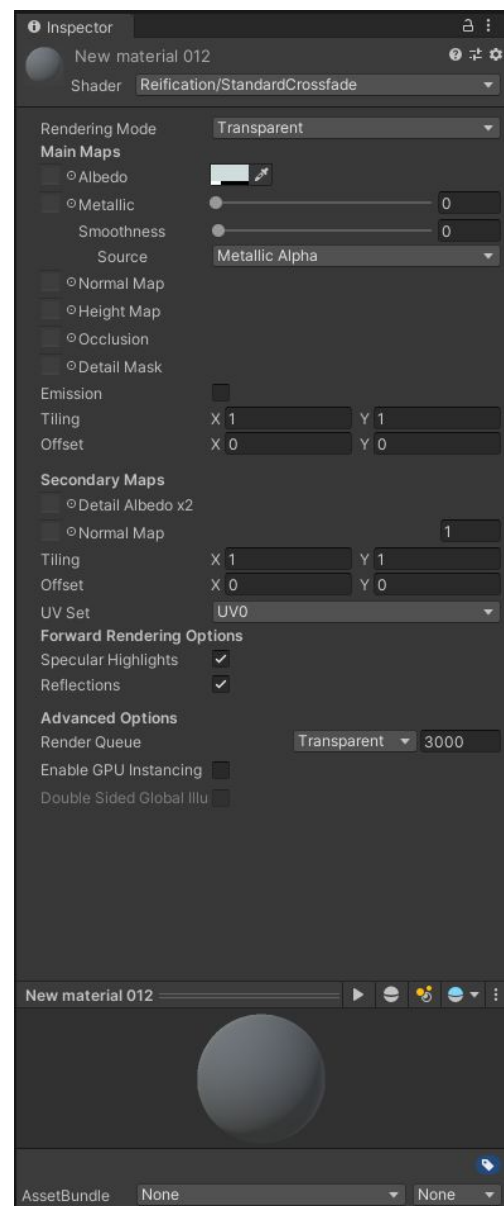 Inspector
New material 012
Shader Reification/StandardCrossfade
Rendering Mode Transparent
Main Maps
Albedo
Metallic 0
Smoothness 0
Source Metallic Alpha
Normal Map
Height Map
Occlusion
Detail Mask
Emission
Tiling X 1 Y 1
Offset X 0 Y 0
Secondary Maps
Detail Albedo x2
Normal Map 1
Tiling X 1 Y 1
Offset X 0 Y 0
UV Set UV0
Forward Rendering Options
Specular Highlights
Reflections
Advanced Options
Render Queue Transparent 3000
Enable GPU Instancing
Double Sided Global Illu
New material 012
AssetBundle None None